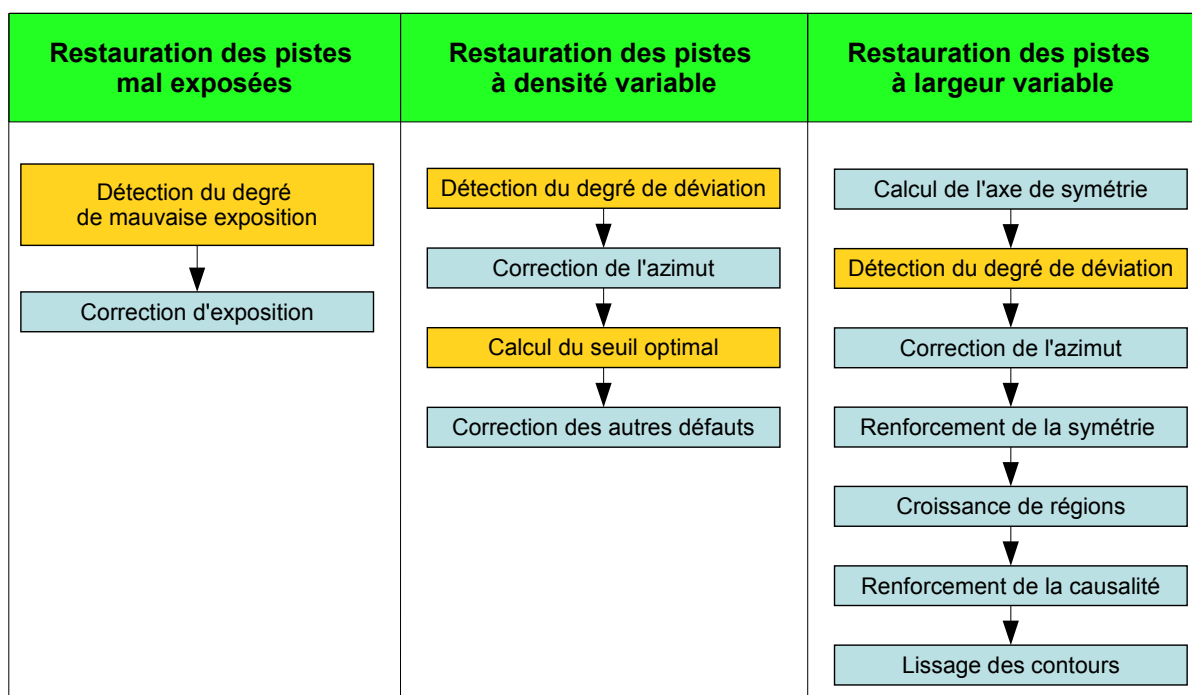 Restauration des pistes
mal exposées
Restauration des pistes
à densité variable
Restauration des pistes
à largeur variable
Détection du degré
de mauvaise exposition
Correction d'exposition
Détection du degré de déviation
Correction de l'azimut
Calcul du seuil optimal
Correction des autres défauts
Calcul de l'axe de symétrie
Détection du degré de déviation
Correction de l'azimut
Renforcement de la symétrie
Croissance de régions
Renforcement de la causalité
Lissage des contours